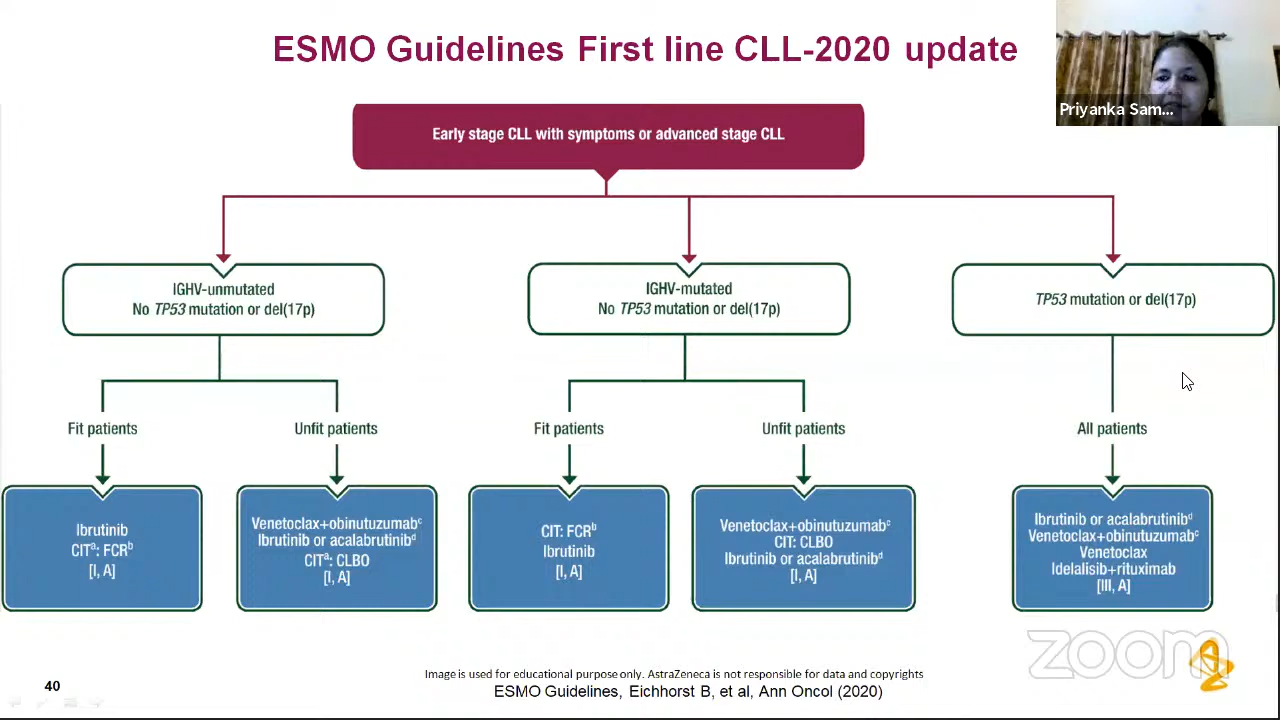 ESMO Guidelines First line CLL-2020 update
Priyanka Sam...
Early stage CLL with symptoms or advanced stage CLL
IGHV-unmutated
No TP53 mutation or del(17p)
IGHV-mutated
No TP53 mutation or del(17p)
TP53 mutation or del(17p)
Fit patients
Unfit patients
Fit patients
Unfit patients
All patients
Ibrutinib
CITᵃ: FCRᵇ
[I, A]
Venetoclax+obinutuzumabᶜ
Ibrutinib or acalabrutinibᵈ
CITᵃ: CLBO
[I, A]
CIT: FCRᵇ
Ibrutinib
[I, A]
Venetoclax+obinutuzumabᶜ
CIT: CLBO
Ibrutinib or acalabrutinibᵈ
[I, A]
Ibrutinib or acalabrutinibᵈ
Venetoclax+obinutuzumabᶜ
Venetoclax
Idelalisib+rituximab
[III, A]
zoom
Image is used for educational purpose only. AstraZeneca is not responsible for data and copyrights
40
ESMO Guidelines, Eichhorst B, et al, Ann Oncol (2020)